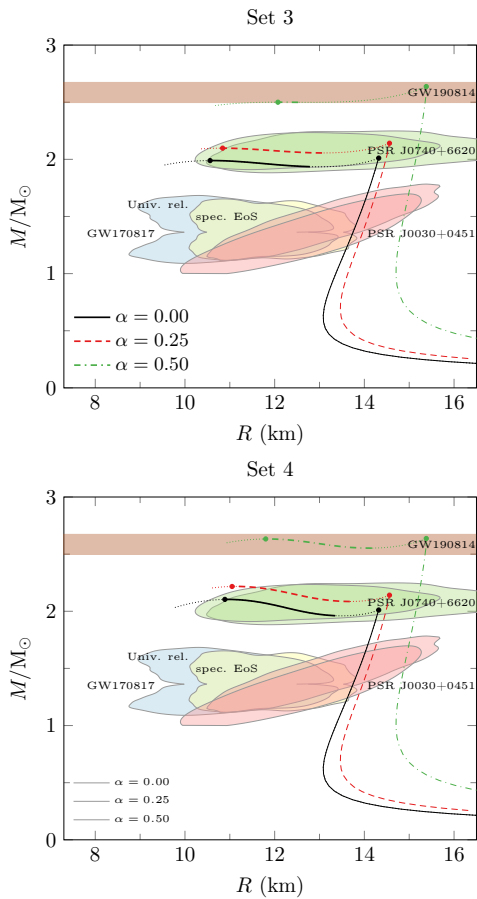 Set 3
3
2
1
0
M/M⊙
GW190814
PSR J0740+6620
Univ. rel.
spec. EoS
GW170817
PSR J0030+0451
α = 0.00
α = 0.25
α = 0.50
8 10 12 14 16
R (km)
Set 4
3
2
1
0
M/M⊙
GW190814
PSR J0740+6620
Univ. rel.
spec. EoS
GW170817
PSR J0030+0451
α = 0.00
α = 0.25
α = 0.50
8 10 12 14 16
R (km)